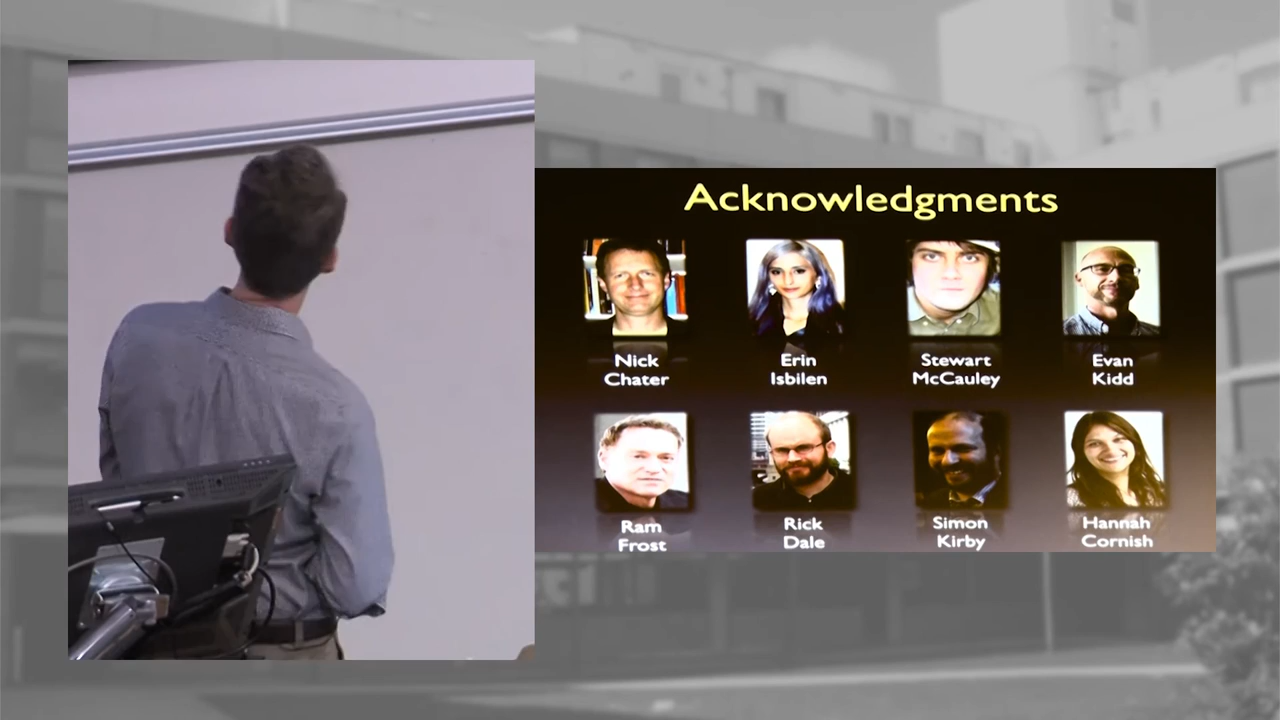 Acknowledgments
Nick
Chater
Erin
Isbilen
Stewart
McCauley
Evan
Kidd
Ram
Frost
Rick
Dale
Simon
Kirby
Hannah
Cornish